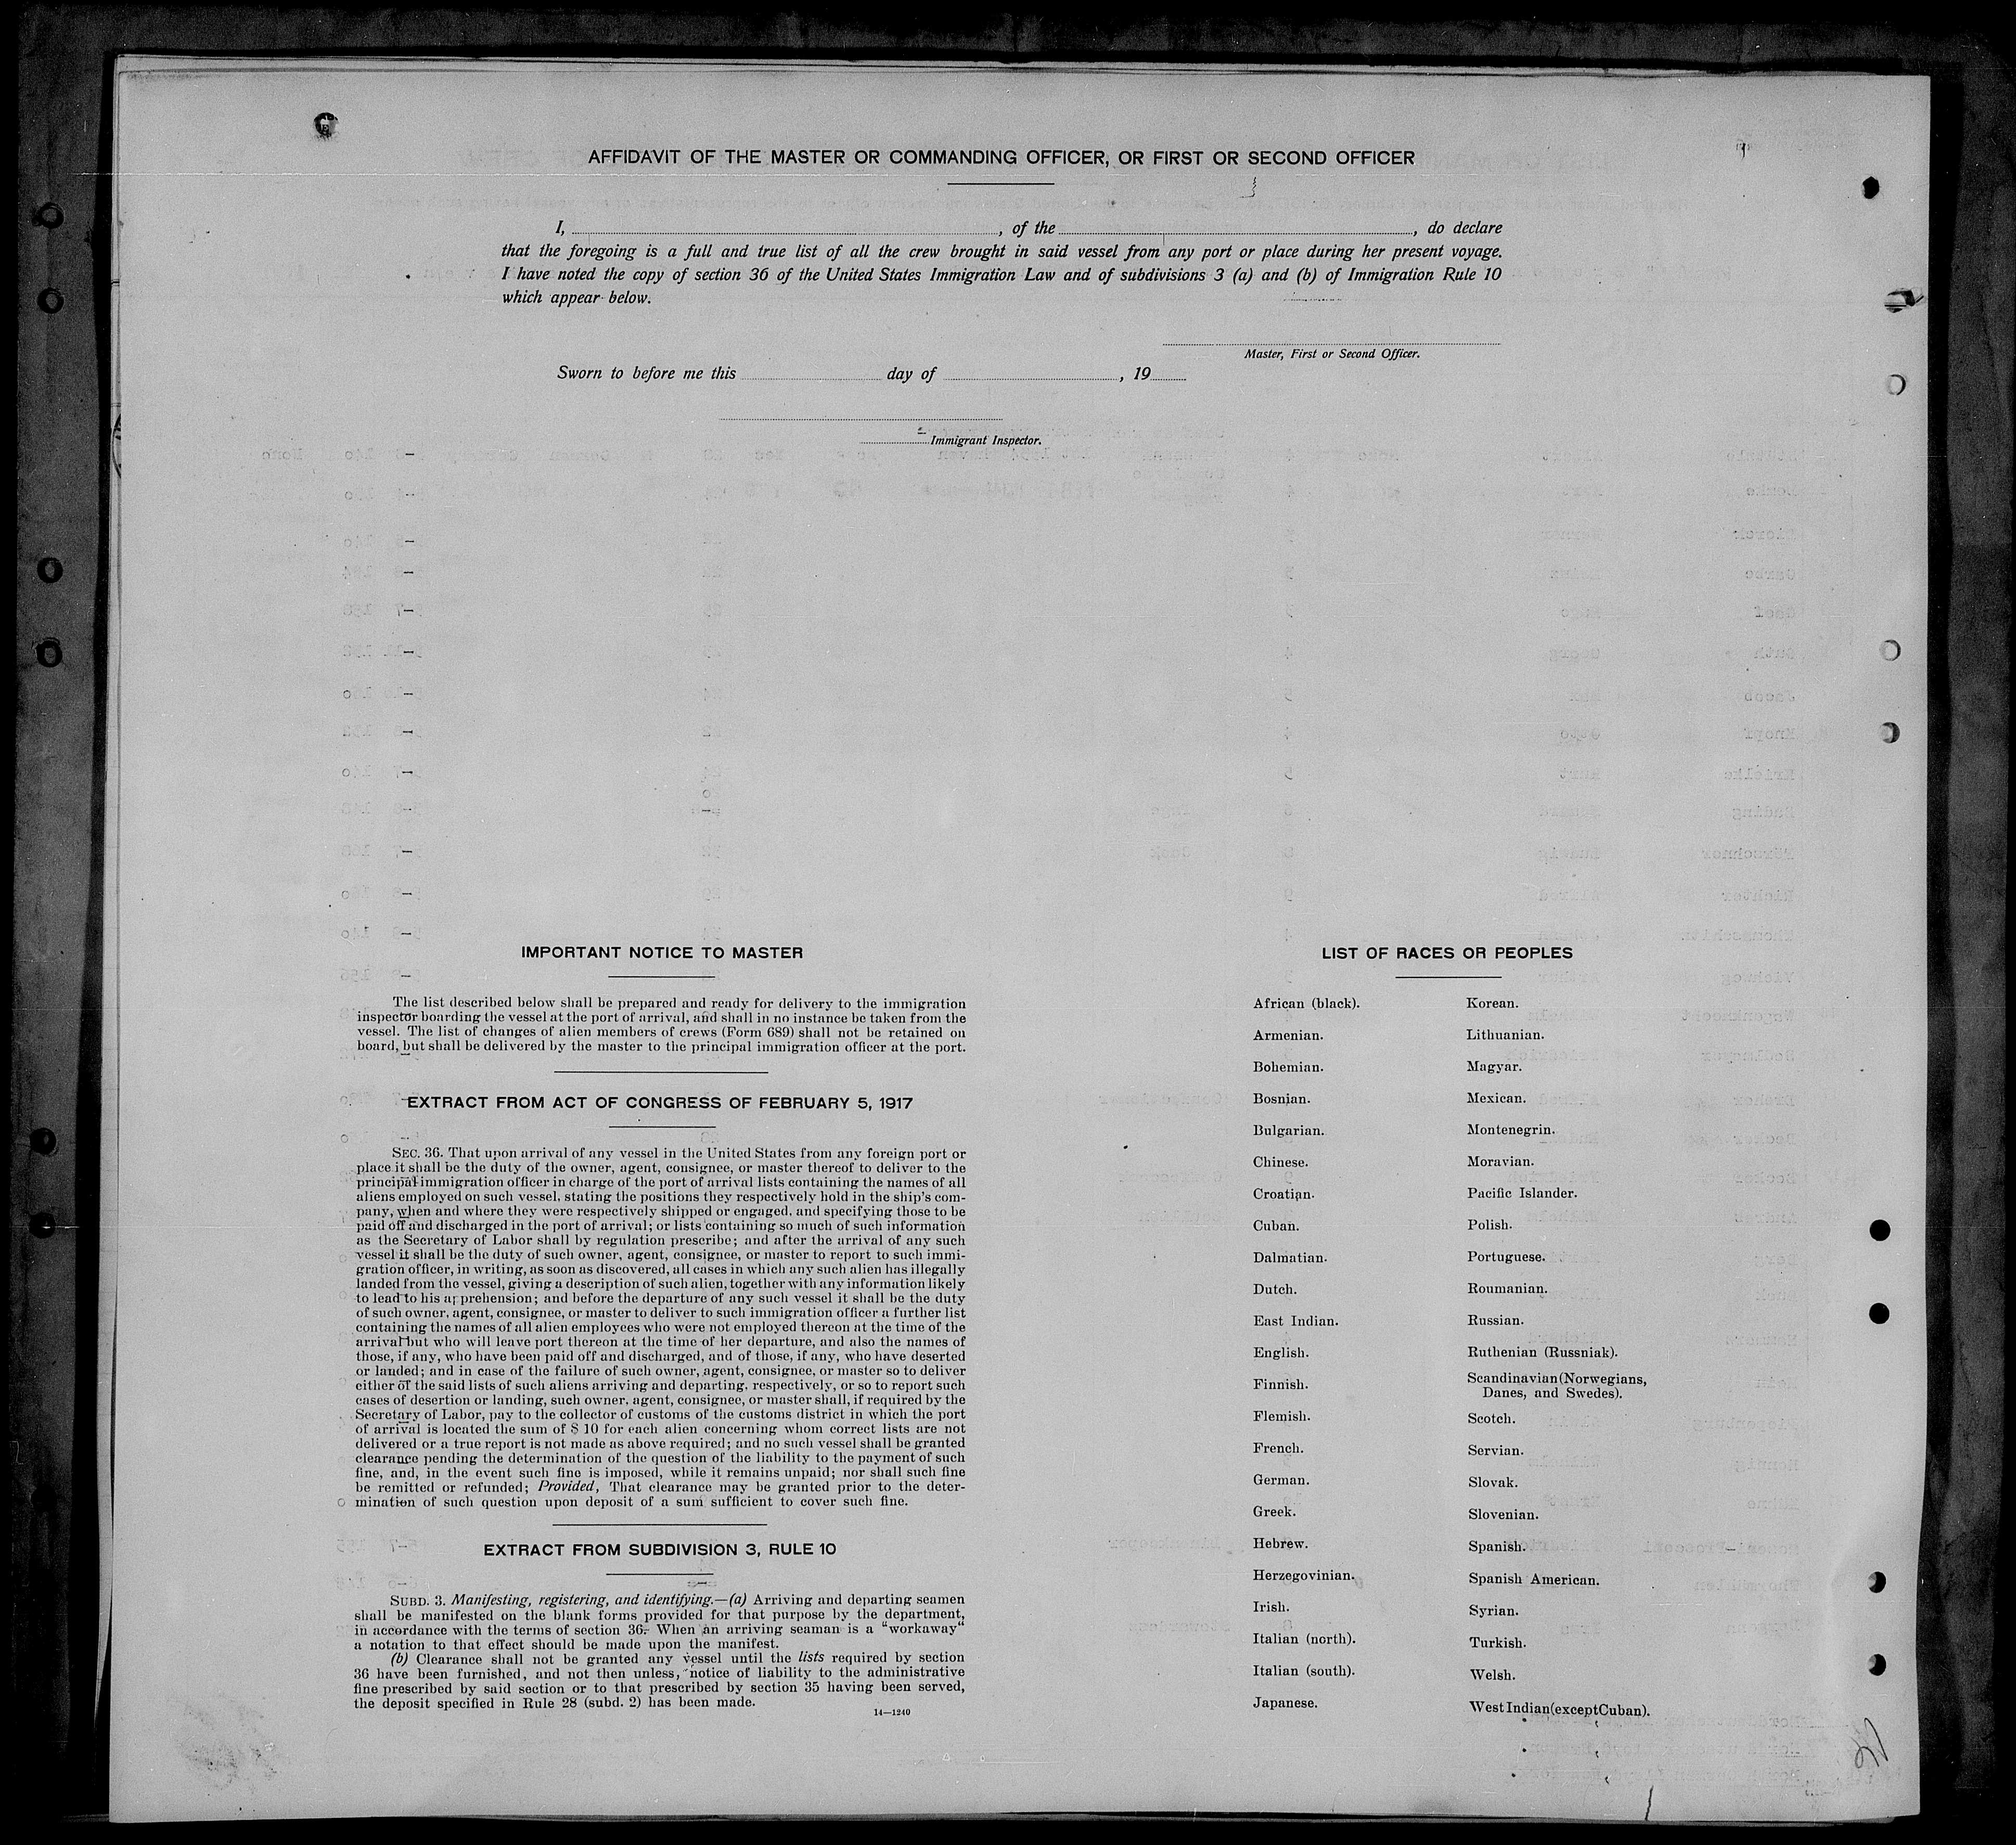 AFFIDAVIT OF THE MASTER OR COMMANDING OFFICER, OR FIRST OR SECOND OFFICER
I, , of the , do declare
that the foregoing is a full and true list of all the crew brought in said vessel from any port or place during her present voyage.
I have noted the copy of section 36 of the United States Immigration Law and of subdivisions 3 (a) and (b) of Immigration Rule 10
which appear below.
Master, First or Second Officer.
Sworn to before me this day of , 19
Immigrant Inspector.
IMPORTANT NOTICE TO MASTER
The list described below shall be prepared and ready for delivery to the immigration
inspector boarding the vessel at the port of arrival, and shall in no instance be taken from the
vessel. The list of changes of alien members of crews (Form 689) shall not be retained on
board, but shall be delivered by the master to the principal immigration officer at the port.
EXTRACT FROM ACT OF CONGRESS OF FEBRUARY 5, 1917
SEC. 36. That upon arrival of any vessel in the United States from any foreign port or
place it shall be the duty of the owner, agent, consignee, or master thereof to deliver to the
principal immigration officer in charge of the port of arrival lists containing the names of all
aliens employed on such vessel, stating the positions they respectively hold in the ship's com-
pany, when and where they were respectively shipped or engaged, and specifying those to be
paid off and discharged in the port of arrival; or lists containing so much of such information
as the Secretary of Labor shall by regulation prescribe; and after the arrival of any such
vessel it shall be the duty of such owner, agent, consignee, or master to report to such immi-
gration officer, in writing, as soon as discovered, all cases in which any such alien has illegally
landed from the vessel, giving a description of such alien, together with any information likely
to lead to his apprehension; and before the departure of any such vessel it shall be the duty
of such owner, agent, consignee, or master to deliver to such immigration officer a further list
containing the names of all alien employees who were not employed thereon at the time of the
arrival but who will leave port thereon at the time of her departure, and also the names of
those, if any, who have been paid off and discharged, and of those, if any, who have deserted
or landed; and in case of the failure of such owner, agent, consignee, or master so to deliver
either of the said lists of such aliens arriving and departing, respectively, or so to report such
cases of desertion or landing, such owner, agent, consignee, or master shall, if required by the
Secretary of Labor, pay to the collector of customs of the customs district in which the port
of arrival is located the sum of $ 10 for each alien concerning whom correct lists are not
delivered or a true report is not made as above required; and no such vessel shall be granted
clearance pending the determination of the question of the liability to the payment of such
fine, and, in the event such fine is imposed, while it remains unpaid; nor shall such fine
be remitted or refunded; Provided, That clearance may be granted prior to the deter-
mination of such question upon deposit of a sum sufficient to cover such fine.
EXTRACT FROM SUBDIVISION 3, RULE 10
SUBD. 3. Manifesting, registering, and identifying.—(a) Arriving and departing seamen
shall be manifested on the blank forms provided for that purpose by the department,
in accordance with the terms of section 36. When an arriving seaman is a "workaway"
a notation to that effect should be made upon the manifest.
(b) Clearance shall not be granted any vessel until the lists required by section
36 have been furnished, and not then unless, notice of liability to the administrative
fine prescribed by said section or to that prescribed by section 35 having been served,
the deposit specified in Rule 28 (subd. 2) has been made.
14—1240
LIST OF RACES OR PEOPLES
African (black).
Armenian.
Bohemian.
Bosnian.
Bulgarian.
Chinese.
Croatian.
Cuban.
Dalmatian.
Dutch.
East Indian.
English.
Finnish.
Flemish.
French.
German.
Greek.
Hebrew.
Herzegovinian.
Irish.
Italian (north).
Italian (south).
Japanese.
Korean.
Lithuanian.
Magyar.
Mexican.
Montenegrin.
Moravian.
Pacific Islander.
Polish.
Portuguese.
Roumanian.
Russian.
Ruthenian (Russniak).
Scandinavian (Norwegians,
Danes, and Swedes).
Scotch.
Servian.
Slovak.
Slovenian.
Spanish.
Spanish American.
Syrian.
Turkish.
Welsh.
West Indian (except Cuban).